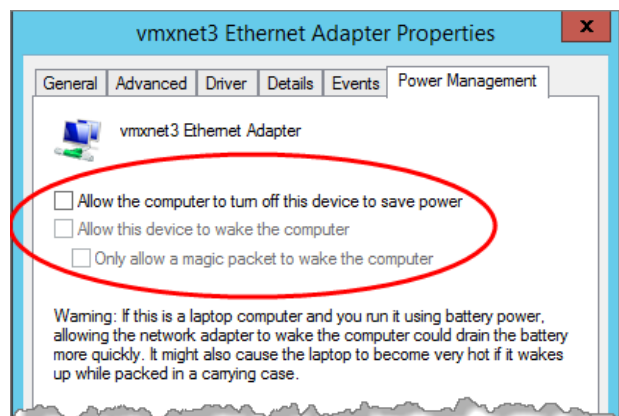 vmxnet3 Ethernet Adapter Properties
x
General Advanced Driver Details Events Power Management
vmxnet3 Ethernet Adapter
Allow the computer to turn off this device to save power
Allow this device to wake the computer
Only allow a magic packet to wake the computer
Warning: If this is a laptop computer and you run it using battery power,
allowing the network adapter to wake the computer could drain the battery
more quickly. It might also cause the laptop to become very hot if it wakes
up while packed in a carrying case.